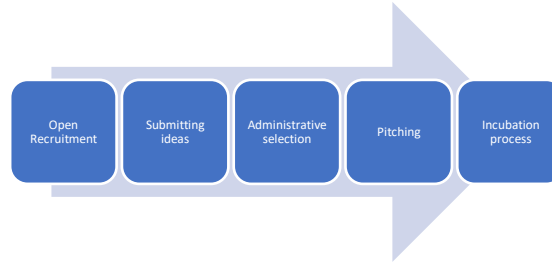 Open
Recruitment
Submitting
ideas
Administrative
selection
Pitching
Incubation
process